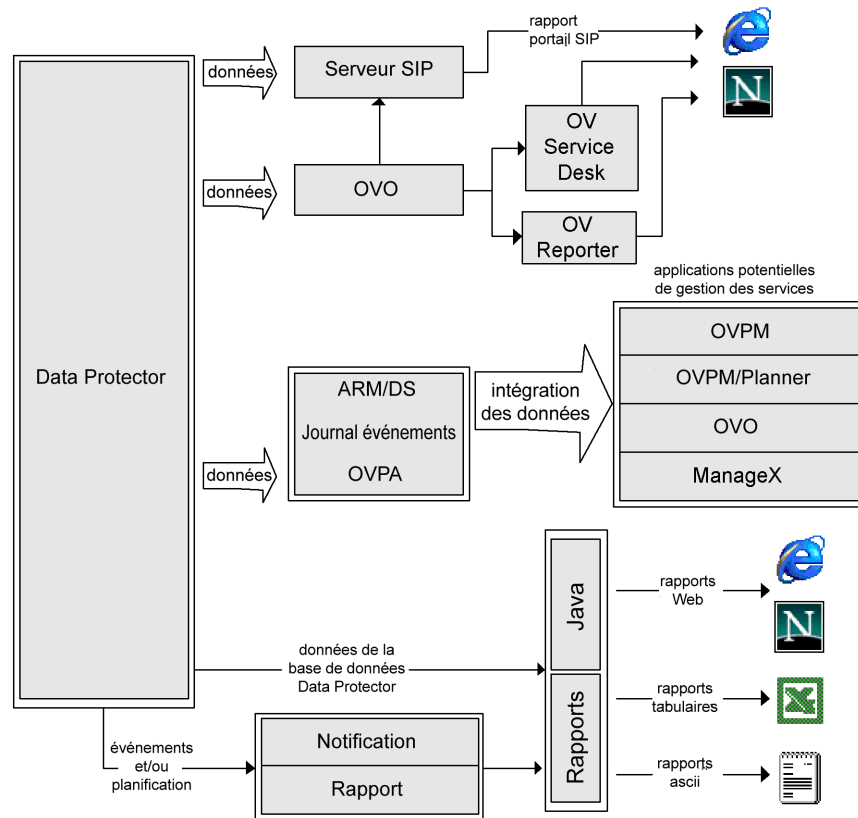 rapport
portail SIP
données
Serveur SIP
N
OV
Service
Desk
données
OVO
OV
Reporter
applications potentielles
de gestion des services
Data Protector
OVPM
OVPM/Planner
OVO
ManageX
ARM/DS
Journal événements
OVPA
intégration
des données
données
Java
rapports
Web
N
données de la
base de données
Data Protector
Rapports
rapports
tabulaires
événements
et/ou
planification
Notification
Rapport
rapports
ascii